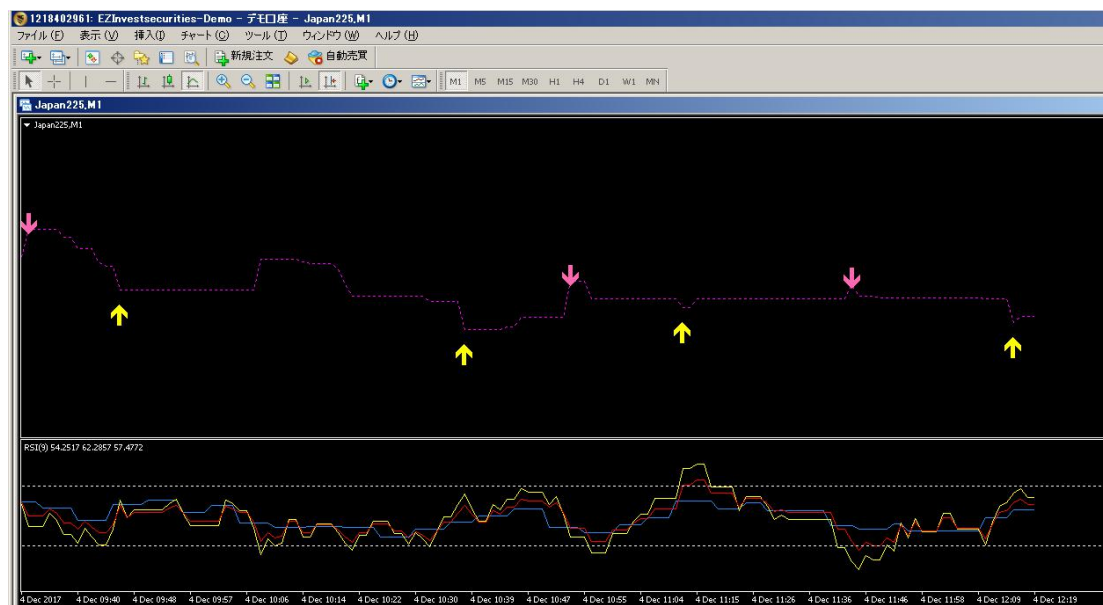 1218402961: EZInvestsecurities-Demo - デモ口座 - Japan225,M1
ファイル(F) 表示(V) 挿入(I) チャート(C) ツール(T) ウィンドウ(W) ヘルプ(H)
新規注文 自動売買
M1 M5 M15 M30 H1 H4 D1 W1 MN
Japan225,M1
Japan225,M1
RSI(9) 54.2517 62.2857 57.4772
4 Dec 2017 4 Dec 09:40 4 Dec 09:48 4 Dec 09:57 4 Dec 10:06 4 Dec 10:14 4 Dec 10:22 4 Dec 10:30 4 Dec 10:39 4 Dec 10:47 4 Dec 10:55 4 Dec 11:04 4 Dec 11:15 4 Dec 11:26 4 Dec 11:36 4 Dec 11:46 4 Dec 11:58 4 Dec 12:09 4 Dec 12:19